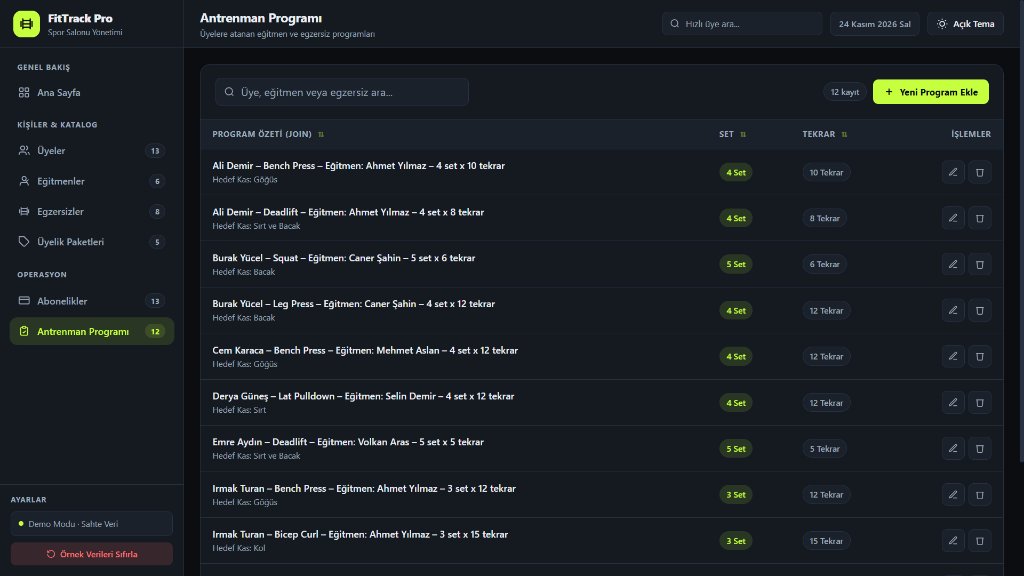 FitTrack Pro
Spor Salonu Yönetimi
GENEL BAKIŞ
Ana Sayfa
KİŞİLER & KATALOG
Üyeler 13
Eğitmenler 6
Egzersizler 8
Üyelik Paketleri 5
OPERASYON
Abonelikler 13
Antrenman Programı 12
AYARLAR
Demo Modu · Sahte Veri
Örnek Verileri Sıfırla
Antrenman Programı
Üyelere atanan eğitmen ve egzersiz programları
Hızlı üye ara...
24 Kasım 2026 Sal
Açık Tema
Üye, eğitmen veya egzersiz ara...
12 kayıt
+ Yeni Program Ekle
PROGRAM ÖZETİ (JOIN) SET TEKRAR İŞLEMLER
Ali Demir – Bench Press – Eğitmen: Ahmet Yılmaz – 4 set x 10 tekrar 4 Set 10 Tekrar
Hedef Kas: Göğüs
Ali Demir – Deadlift – Eğitmen: Ahmet Yılmaz – 4 set x 8 tekrar 4 Set 8 Tekrar
Hedef Kas: Sırt ve Bacak
Burak Yücel – Squat – Eğitmen: Caner Şahin – 5 set x 6 tekrar 5 Set 6 Tekrar
Hedef Kas: Bacak
Burak Yücel – Leg Press – Eğitmen: Caner Şahin – 4 set x 12 tekrar 4 Set 12 Tekrar
Hedef Kas: Bacak
Cem Karaca – Bench Press – Eğitmen: Mehmet Aslan – 4 set x 12 tekrar 4 Set 12 Tekrar
Hedef Kas: Göğüs
Derya Güneş – Lat Pulldown – Eğitmen: Selin Demir – 4 set x 12 tekrar 4 Set 12 Tekrar
Hedef Kas: Sırt
Emre Aydın – Deadlift – Eğitmen: Volkan Aras – 5 set x 5 tekrar 5 Set 5 Tekrar
Hedef Kas: Sırt ve Bacak
Irmak Turan – Bench Press – Eğitmen: Ahmet Yılmaz – 3 set x 12 tekrar 3 Set 12 Tekrar
Hedef Kas: Göğüs
Irmak Turan – Bicep Curl – Eğitmen: Ahmet Yılmaz – 3 set x 15 tekrar 3 Set 15 Tekrar
Hedef Kas: Kol